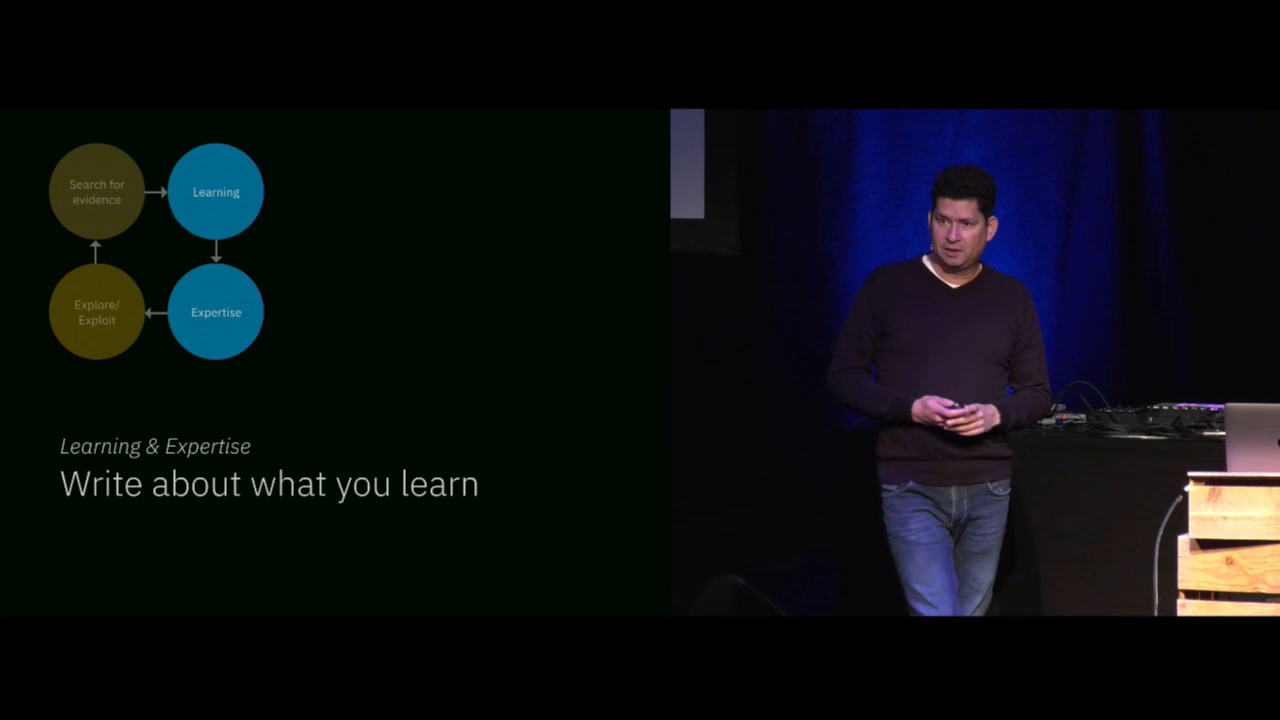 Search for
evidence
Learning
Explore/
Exploit
Expertise
Learning & Expertise
Write about what you learn